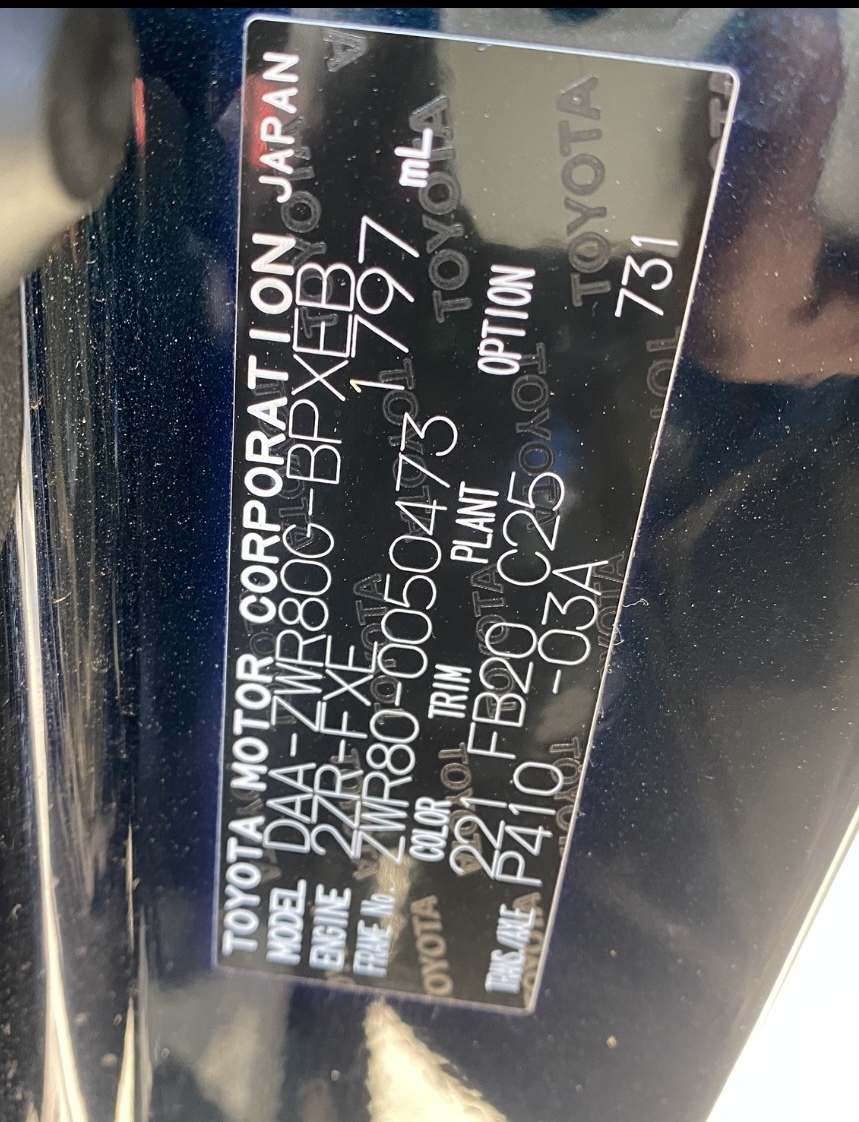 TOYOTA MOTOR CORPORATION JAPAN
MODEL DAA-ZWR80G-BPXEB
ENGINE 2ZR-FXE 1797 mL
FRAME No. ZWR80-0050473
COLOR TRIM PLANT OPTION
221 FB20 C25
TRANS./AXLE P410 -03A 731